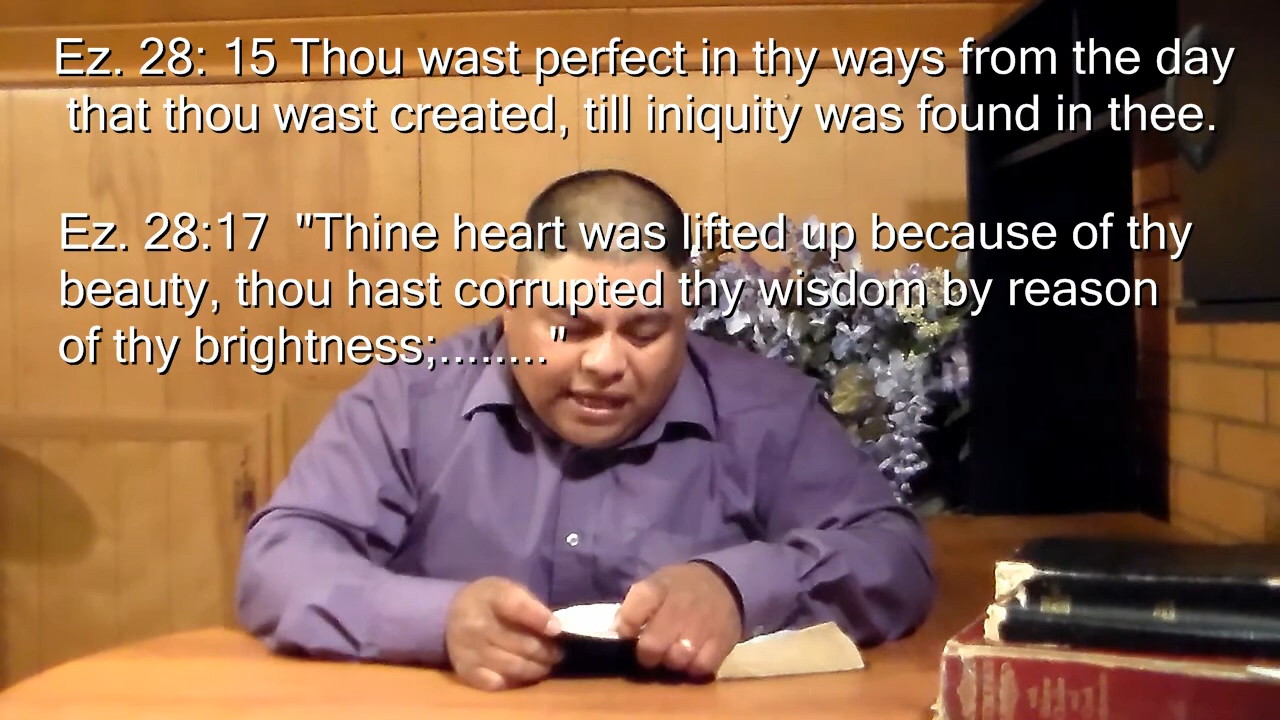 Ez. 28: 15 Thou wast perfect in thy ways from the day
that thou wast created, till iniquity was found in thee.
Ez. 28:17 "Thine heart was lifted up because of thy
beauty, thou hast corrupted thy wisdom by reason
of thy brightness;........"